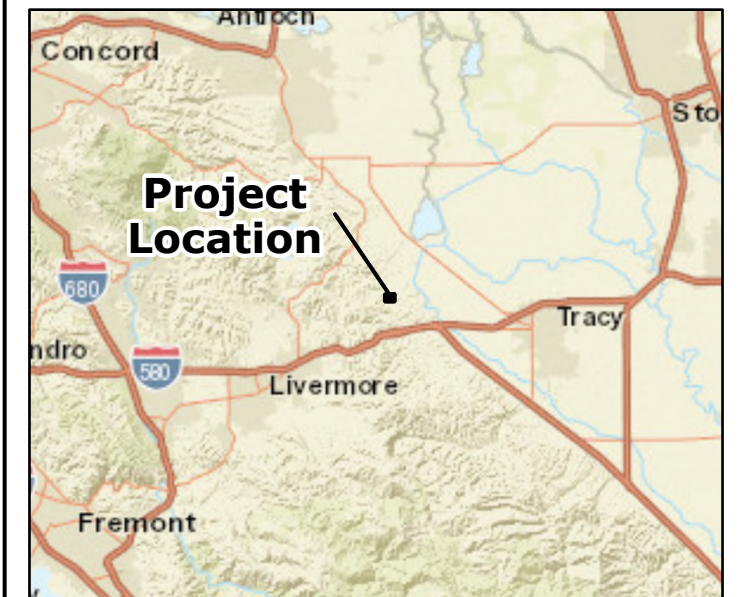 Antioch
Concord
Sto
Project
Location
680
Tracy
ndro
580
Livermore
Fremont